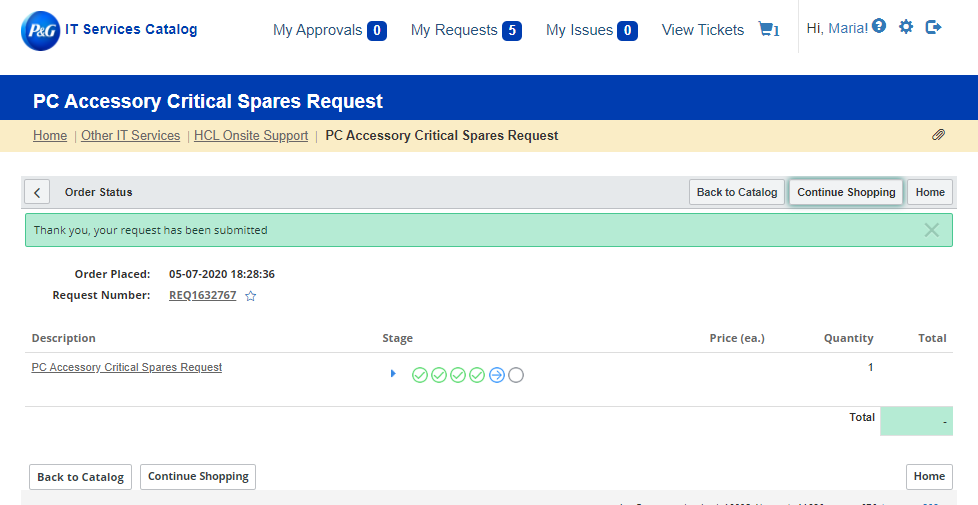 P&G IT Services Catalog My Approvals 0 My Requests 5 My Issues 0 View Tickets 1 Hi, Maria! ?
PC Accessory Critical Spares Request
Home | Other IT Services | HCL Onsite Support | PC Accessory Critical Spares Request
Order Status Back to Catalog Continue Shopping Home
Thank you, your request has been submitted
Order Placed: 05-07-2020 18:28:36
Request Number: REQ1632767
Description Stage Price (ea.) Quantity Total
PC Accessory Critical Spares Request 1
Total -
Back to Catalog Continue Shopping Home